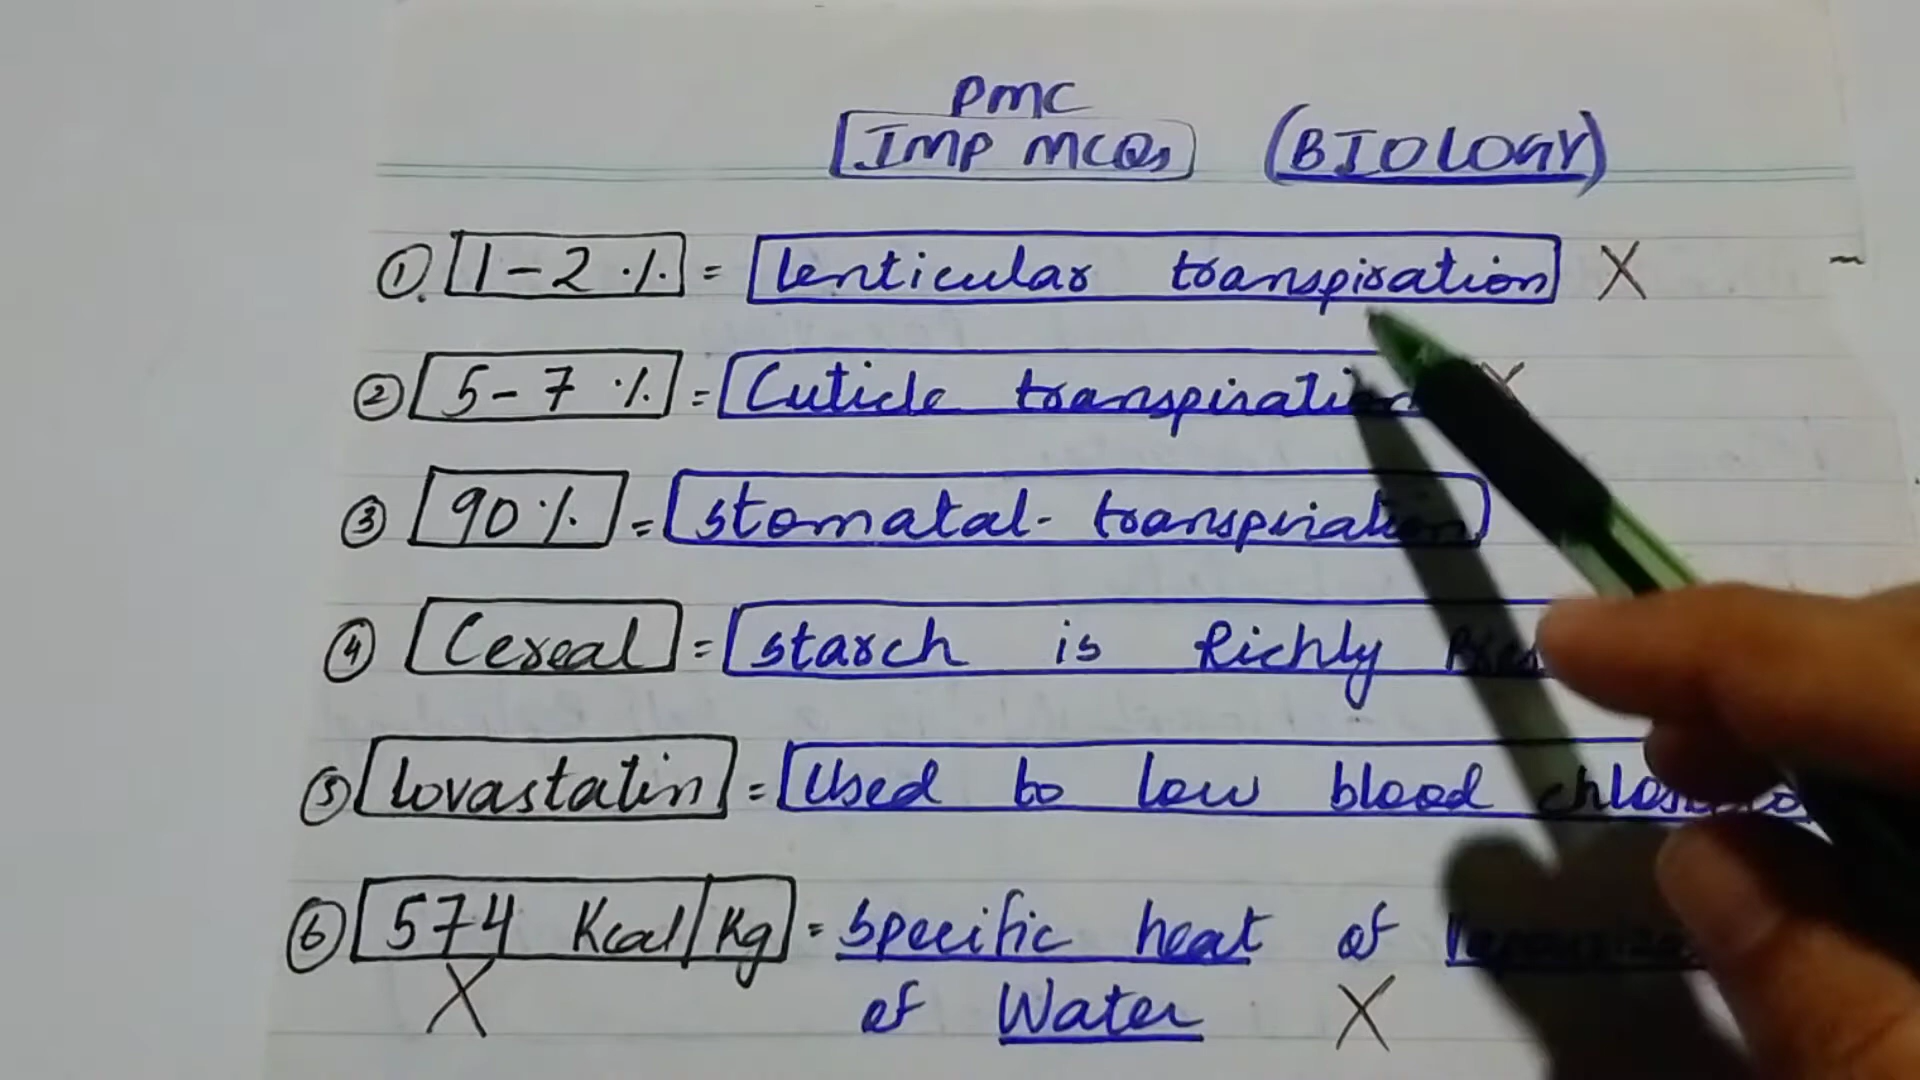 PMC
IMP MCQs (BIOLOGY)
① 1-2 % = lenticular transpiration X
② 5-7 % = Cuticle transpiration X
③ 90 % = stomatal- transpiration
④ Cereal = starch is Richly
⑤ lovastatin = Used to low blood
⑥ 574 Kcal/Kg = specific heat of
X of Water X